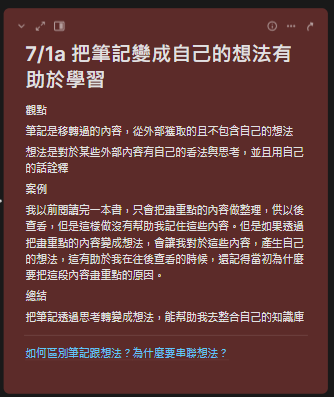 7/1a 把筆記變成自己的想法有
助於學習
觀點
筆記是移轉過的內容，從外部獲取的且不包含自己的想法
想法是對於某些外部內容有自己的看法與思考，並且用自己
的話詮釋
案例
我以前閱讀完一本書，只會把畫重點的內容做整理，供以後
查看，但是這樣做沒有幫助我記住這些內容。但是如果透過
把畫重點的內容變成想法，會讓我對於這些內容，產生自己
的想法，這有助於我在往後查看的時候，還記得當初為什麼
要把這段內容畫重點的原因。
總結
把筆記透過思考轉變成想法，能幫助我去整合自己的知識庫
如何區別筆記跟想法？為什麼要串聯想法？